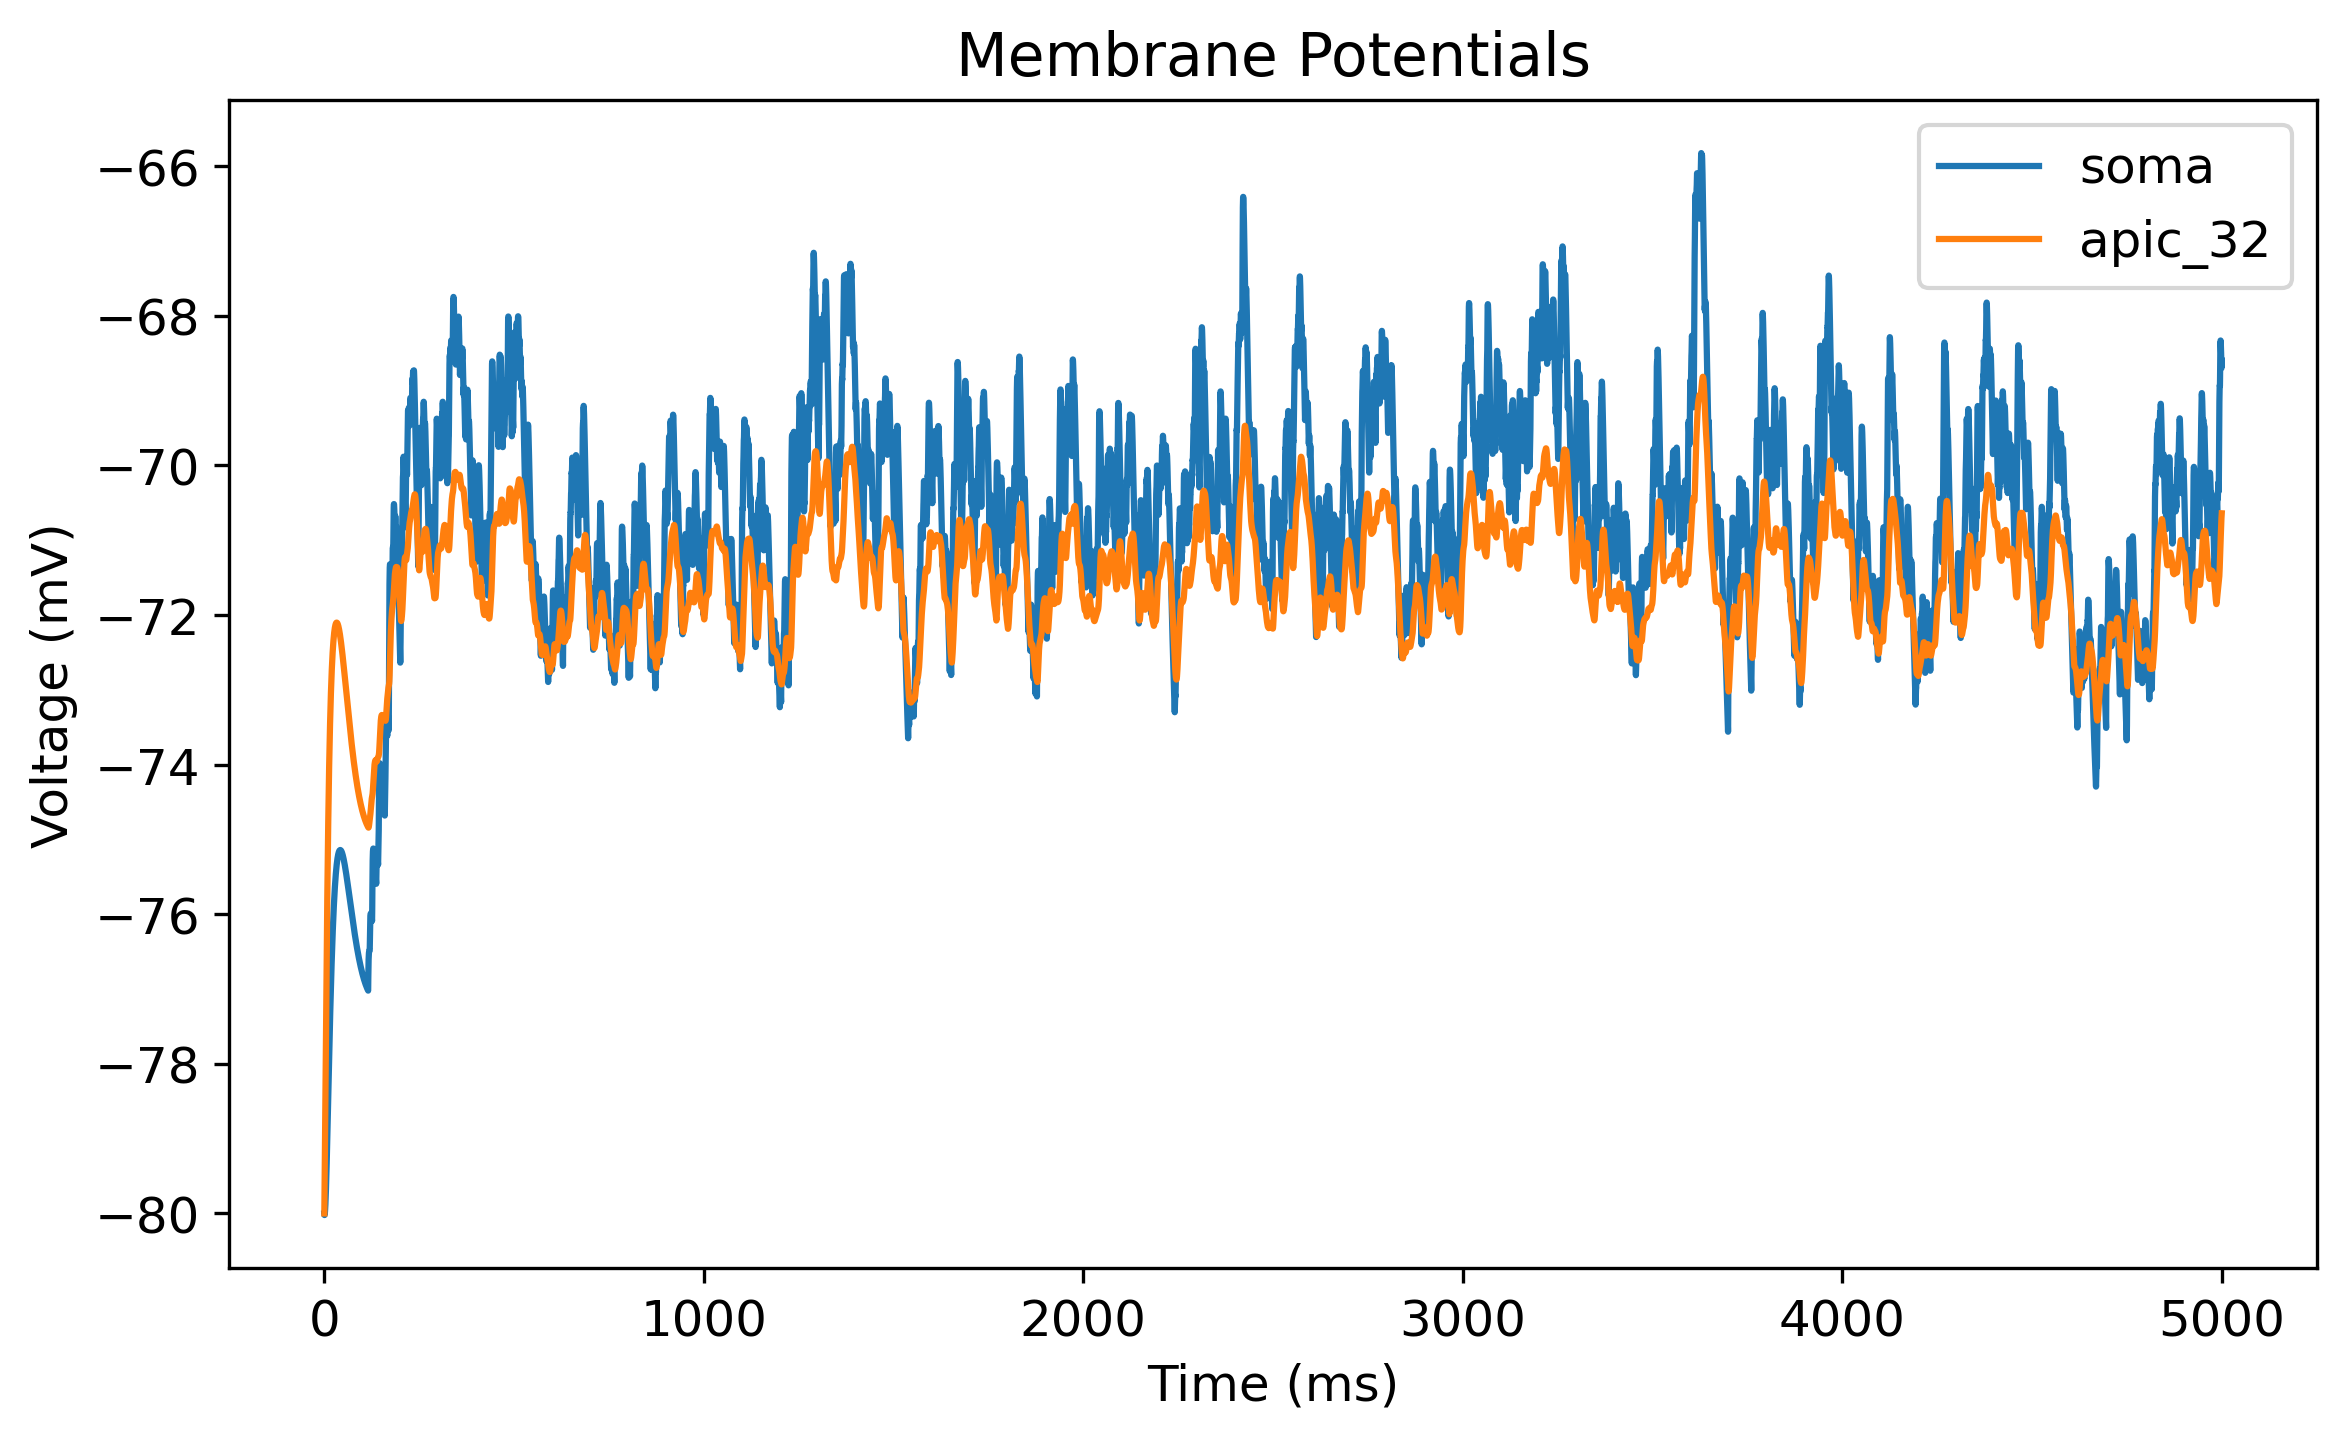 Membrane Potentials
soma
apic_32
Voltage (mV)
−66
−68
−70
−72
−74
−76
−78
−80
0 1000 2000 3000 4000 5000
Time (ms)